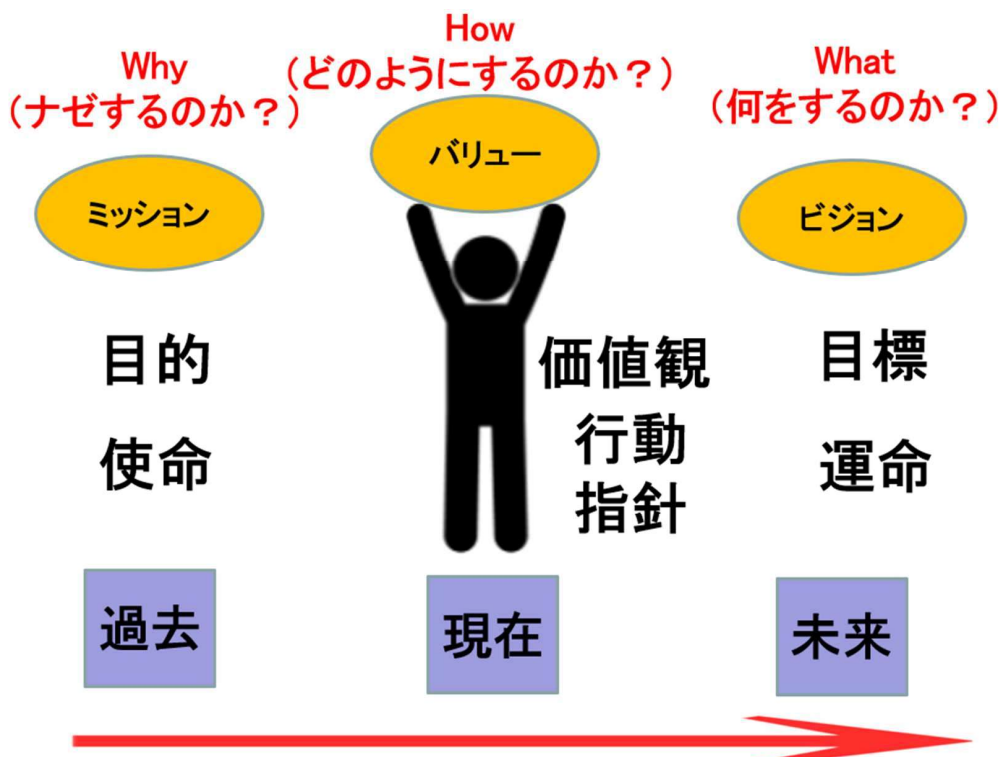 Why
(ナゼするのか？)
ミッション
目的
使命
過去
How
(どのようにするのか？)
バリュー
価値観
行動
指針
現在
What
(何をするのか？)
ビジョン
目標
運命
未来